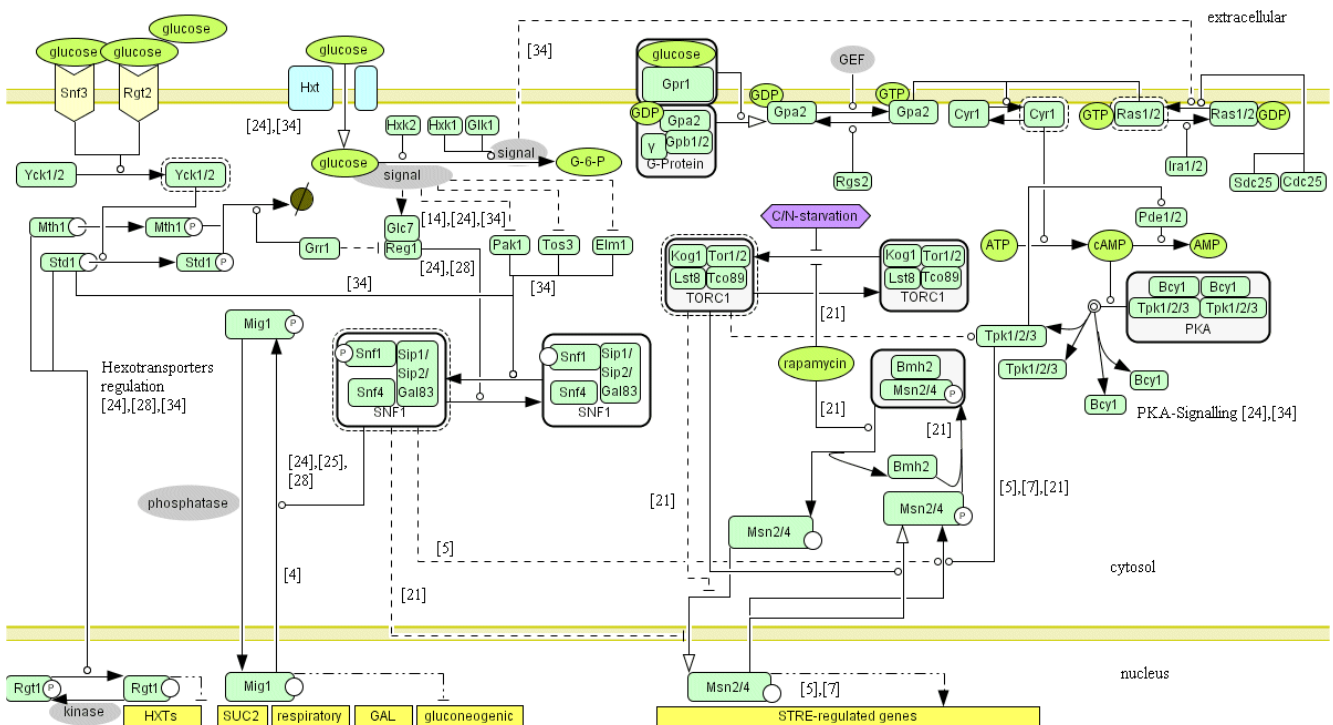 glucose
extracellular
glucose
glucose
glucose
[34]
glucose
GEF
Snf3
Rgt2
Hxt
Gpr1
GDP
GTP
Gpa2
Gpa2
Cyr1
Cyr1
GTP
Ras1/2
Ras1/2
GDP
[24],[34]
Hxk2
Hxk1
Glk1
GDP
Gpa2
γ
Gpb1/2
G-Protein
signal
glucose
G-6-P
signal
Yck1/2
Yck1/2
Rgs2
Ira1/2
Sdc25
Cdc25
Mth1
Mth1
P
Glc7
Reg1
[14],[24],[34]
Grr1
Pak1
Tos3
Elm1
C/N-starvation
Pde1/2
ATP
cAMP
AMP
Std1
Std1
P
[24],[28]
[34]
[34]
Kog1
Tor1/2
Lst8
Tco89
TORC1
Kog1
Tor1/2
Lst8
Tco89
TORC1
[21]
Bcy1
Bcy1
Tpk1/2/3
Tpk1/2/3
PKA
Mig1
P
P
Snf1
Sip1/
Sip2/
Gal83
Snf4
SNF1
Snf1
Sip1/
Sip2/
Gal83
Snf4
SNF1
Tpk1/2/3
Tpk1/2/3
Bcy1
Bcy1
rapamycin
Bmh2
Msn2/4
P
Hexotransporters
regulation
[24],[28],[34]
[21]
[21]
PKA-Signalling [24],[34]
[24],[25],
[28]
phosphatase
Bmh2
[21]
[5],[7],[21]
Msn2/4
P
Msn2/4
[5]
[4]
[21]
cytosol
nucleus
Rgt1
P
Rgt1
kinase
Mig1
Msn2/4
[5],[7]
HXTs
SUC2
respiratory
GAL
gluconeogenic
STRE-regulated genes